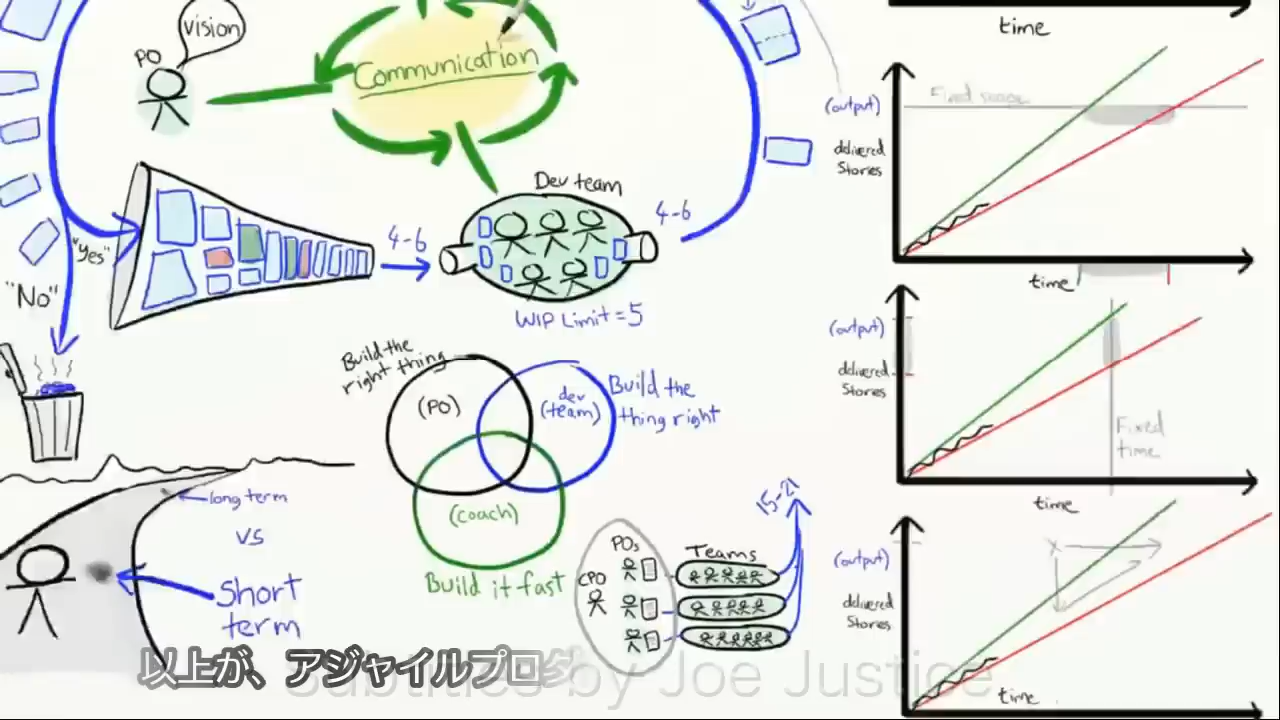 vision
PO
Communication
Dev team
4-6
4-6
"yes"
"No"
WIP Limit = 5
Build the
right thing
(PO)
dev
(team)
Build the
thing right
(coach)
Build it fast
long term
vs
Short
term
POs
CPO
Teams
15-21
time
(output)
Fixed scope
delivered
Stories
time
(output)
delivered
Stories
Fixed
time
time
(output)
delivered
Stories
time
以上が、アジャイルプロダ
Subtitles by Joe Justice